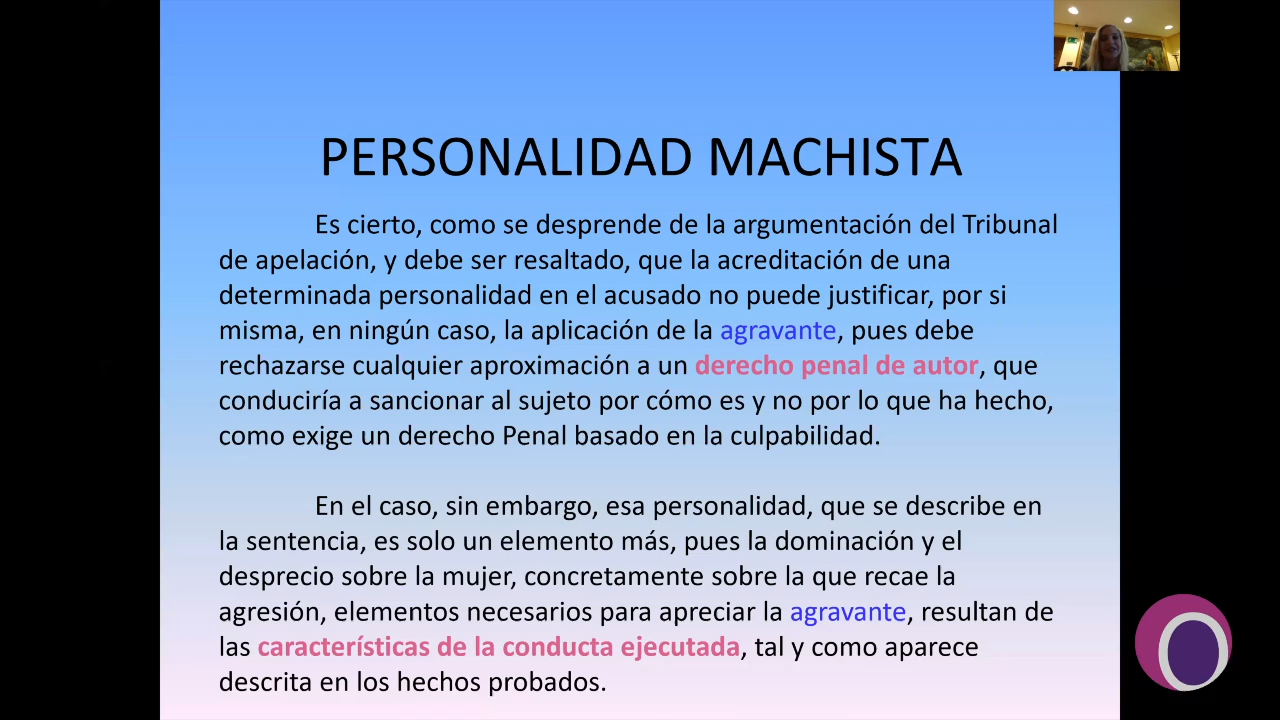 PERSONALIDAD MACHISTA
Es cierto, como se desprende de la argumentación del Tribunal
de apelación, y debe ser resaltado, que la acreditación de una
determinada personalidad en el acusado no puede justificar, por si
misma, en ningún caso, la aplicación de la agravante, pues debe
rechazarse cualquier aproximación a un derecho penal de autor, que
conduciría a sancionar al sujeto por cómo es y no por lo que ha hecho,
como exige un derecho Penal basado en la culpabilidad.
En el caso, sin embargo, esa personalidad, que se describe en
la sentencia, es solo un elemento más, pues la dominación y el
desprecio sobre la mujer, concretamente sobre la que recae la
agresión, elementos necesarios para apreciar la agravante, resultan de
las características de la conducta ejecutada, tal y como aparece
descrita en los hechos probados.